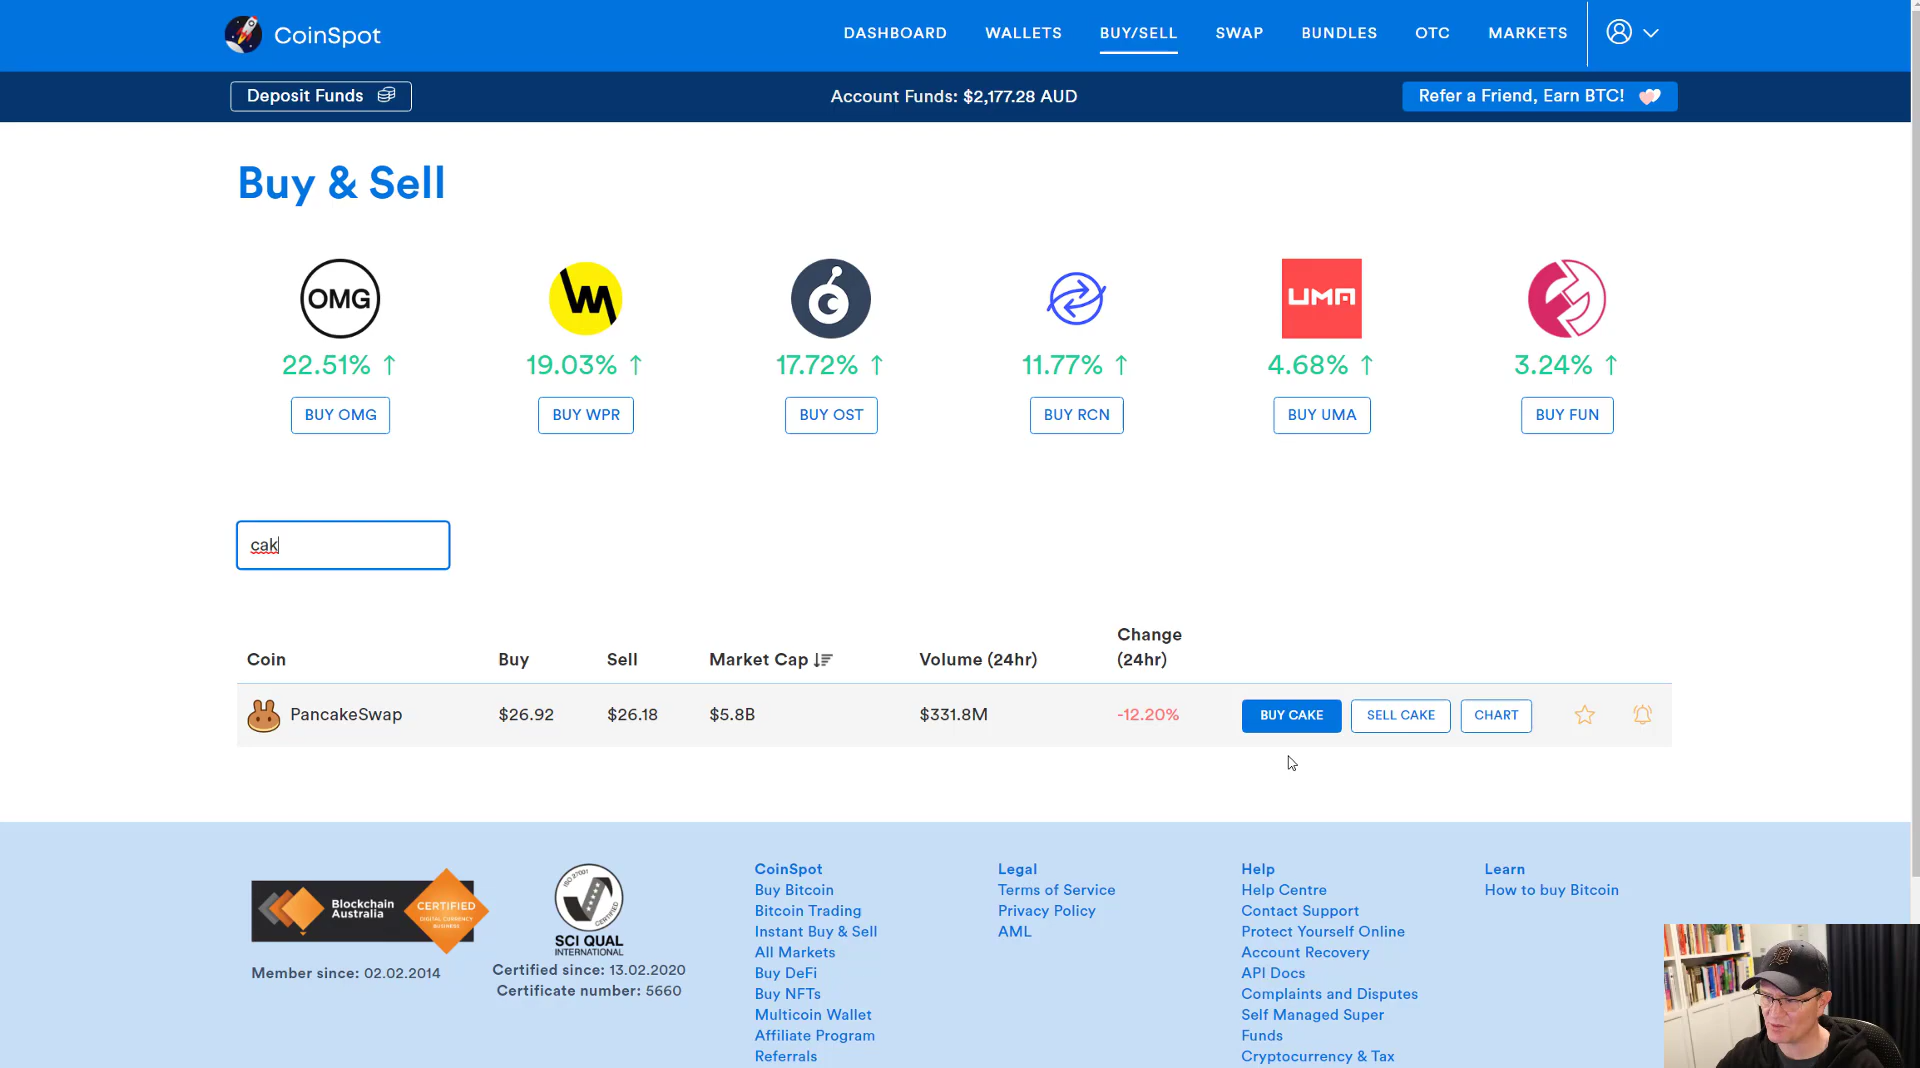 CoinSpot
DASHBOARD WALLETS BUY/SELL SWAP BUNDLES OTC MARKETS
Deposit Funds Account Funds: $2,177.28 AUD Refer a Friend, Earn BTC!
Buy & Sell
OMG UMA
22.51% ↑ 19.03% ↑ 17.72% ↑ 11.77% ↑ 4.68% ↑ 3.24% ↑
BUY OMG BUY WPR BUY OST BUY RCN BUY UMA BUY FUN
cak
Coin Buy Sell Market Cap Volume (24hr) Change
(24hr)
PancakeSwap $26.92 $26.18 $5.8B $331.8M -12.20% BUY CAKE SELL CAKE CHART
Blockchain
Australia
CERTIFIED
DIGITAL CURRENCY
BUSINESS
Member since: 02.02.2014
ISO 27001
CERTIFIED
SCI QUAL
INTERNATIONAL
Certified since: 13.02.2020
Certificate number: 5660
CoinSpot
Buy Bitcoin
Bitcoin Trading
Instant Buy & Sell
All Markets
Buy DeFi
Buy NFTs
Multicoin Wallet
Affiliate Program
Referrals
Legal
Terms of Service
Privacy Policy
AML
Help
Help Centre
Contact Support
Protect Yourself Online
Account Recovery
API Docs
Complaints and Disputes
Self Managed Super
Funds
Cryptocurrency & Tax
Learn
How to buy Bitcoin